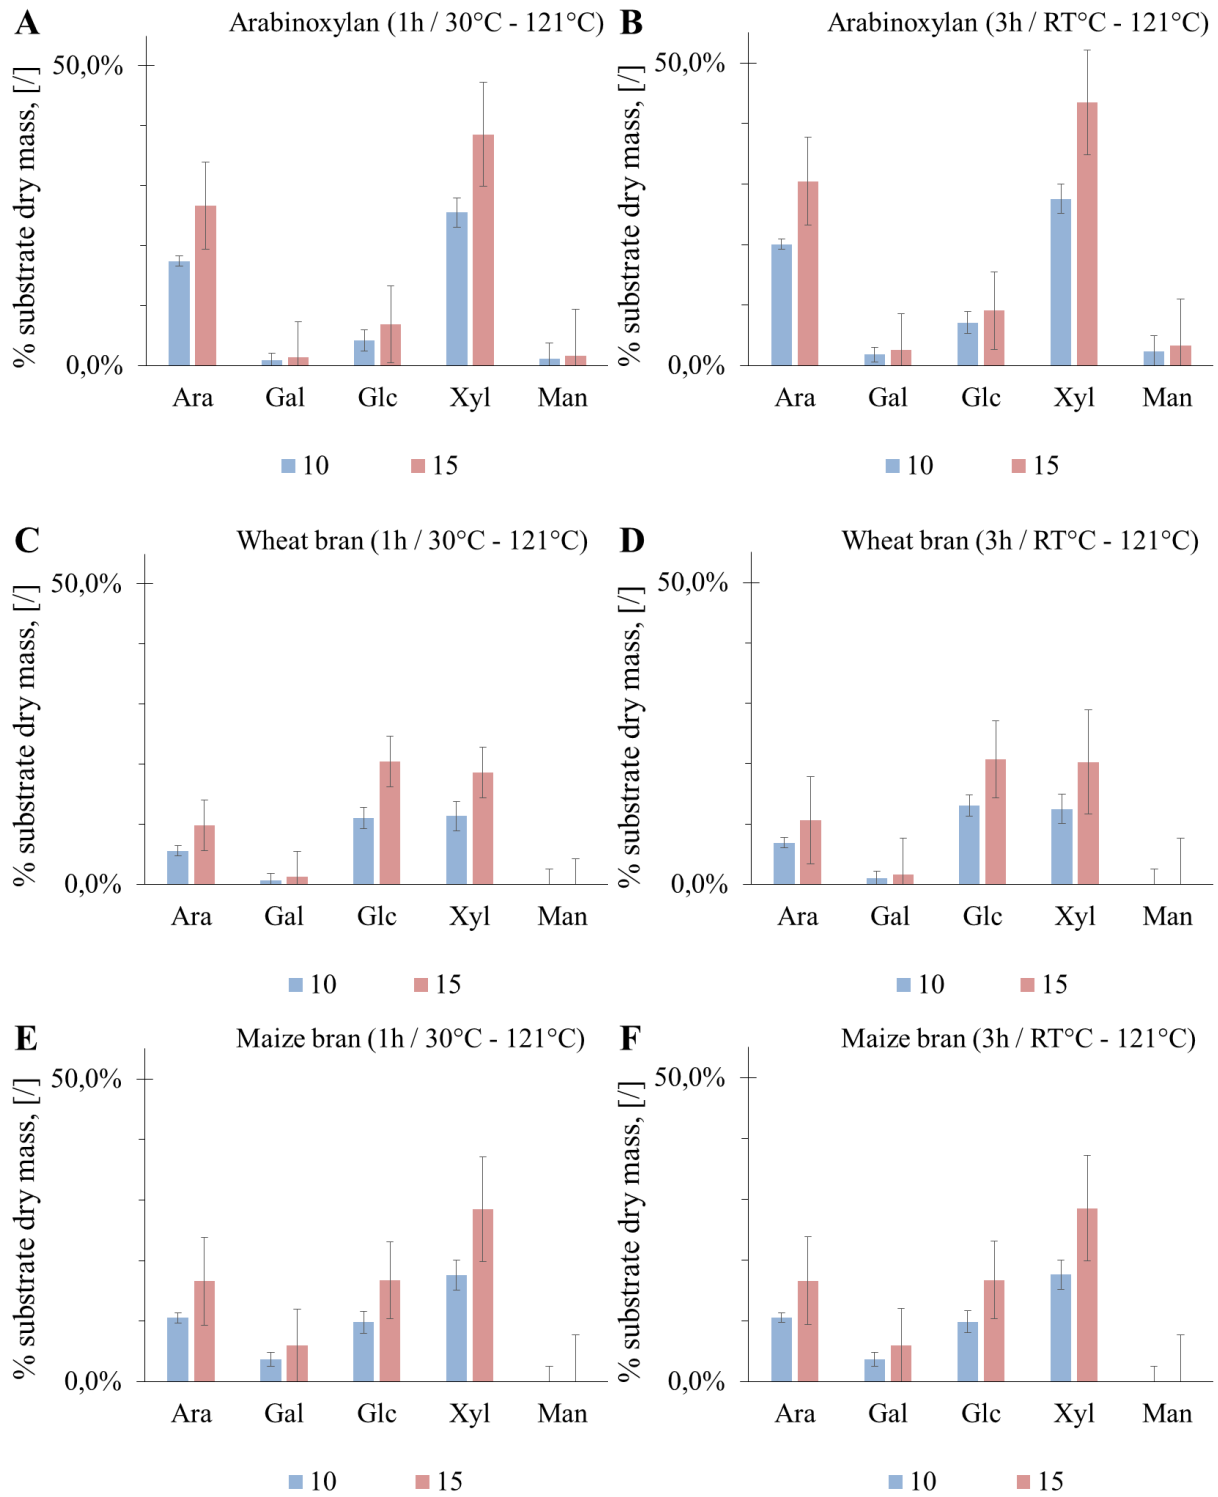 A
Arabinoxylan (1h / 30°C - 121°C)
% substrate dry mass, [/]
50,0%
0,0%
Ara Gal Glc Xyl Man
10 15
B
Arabinoxylan (3h / RT°C - 121°C)
% substrate dry mass, [/]
50,0%
0,0%
Ara Gal Glc Xyl Man
10 15
C
Wheat bran (1h / 30°C - 121°C)
% substrate dry mass, [/]
50,0%
0,0%
Ara Gal Glc Xyl Man
10 15
D
Wheat bran (3h / RT°C - 121°C)
% substrate dry mass, [/]
50,0%
0,0%
Ara Gal Glc Xyl Man
10 15
E
Maize bran (1h / 30°C - 121°C)
% substrate dry mass, [/]
50,0%
0,0%
Ara Gal Glc Xyl Man
10 15
F
Maize bran (3h / RT°C - 121°C)
% substrate dry mass, [/]
50,0%
0,0%
Ara Gal Glc Xyl Man
10 15